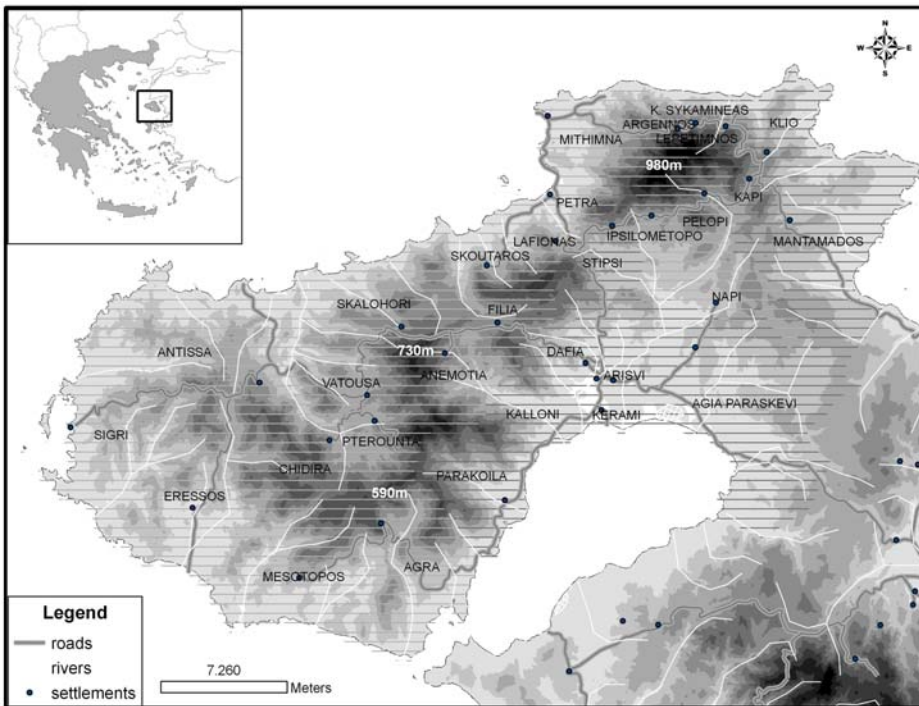 N
W E
S
K. SYKAMINEAS
ARGENNOS
KLIO
MITHIMNA
LEPETIMNOS
980m
KAPI
PETRA
PELOPI
IPSILOMETOPO
LAFIONAS
MANTAMADOS
SKOUTAROS
STIPSI
SKALOHORI
FILIA
NAPI
ANTISSA
730m
DAFIA
ANEMOTIA
ARISVI
VATOUSA
AGIA PARASKEVI
KALLONI
KERAMI
SIGRI
PTEROUNTA
CHIDIRA
PARAKOILA
ERESSOS
590m
AGRA
MESOTOPOS
Legend
roads
rivers
settlements
7.260
Meters